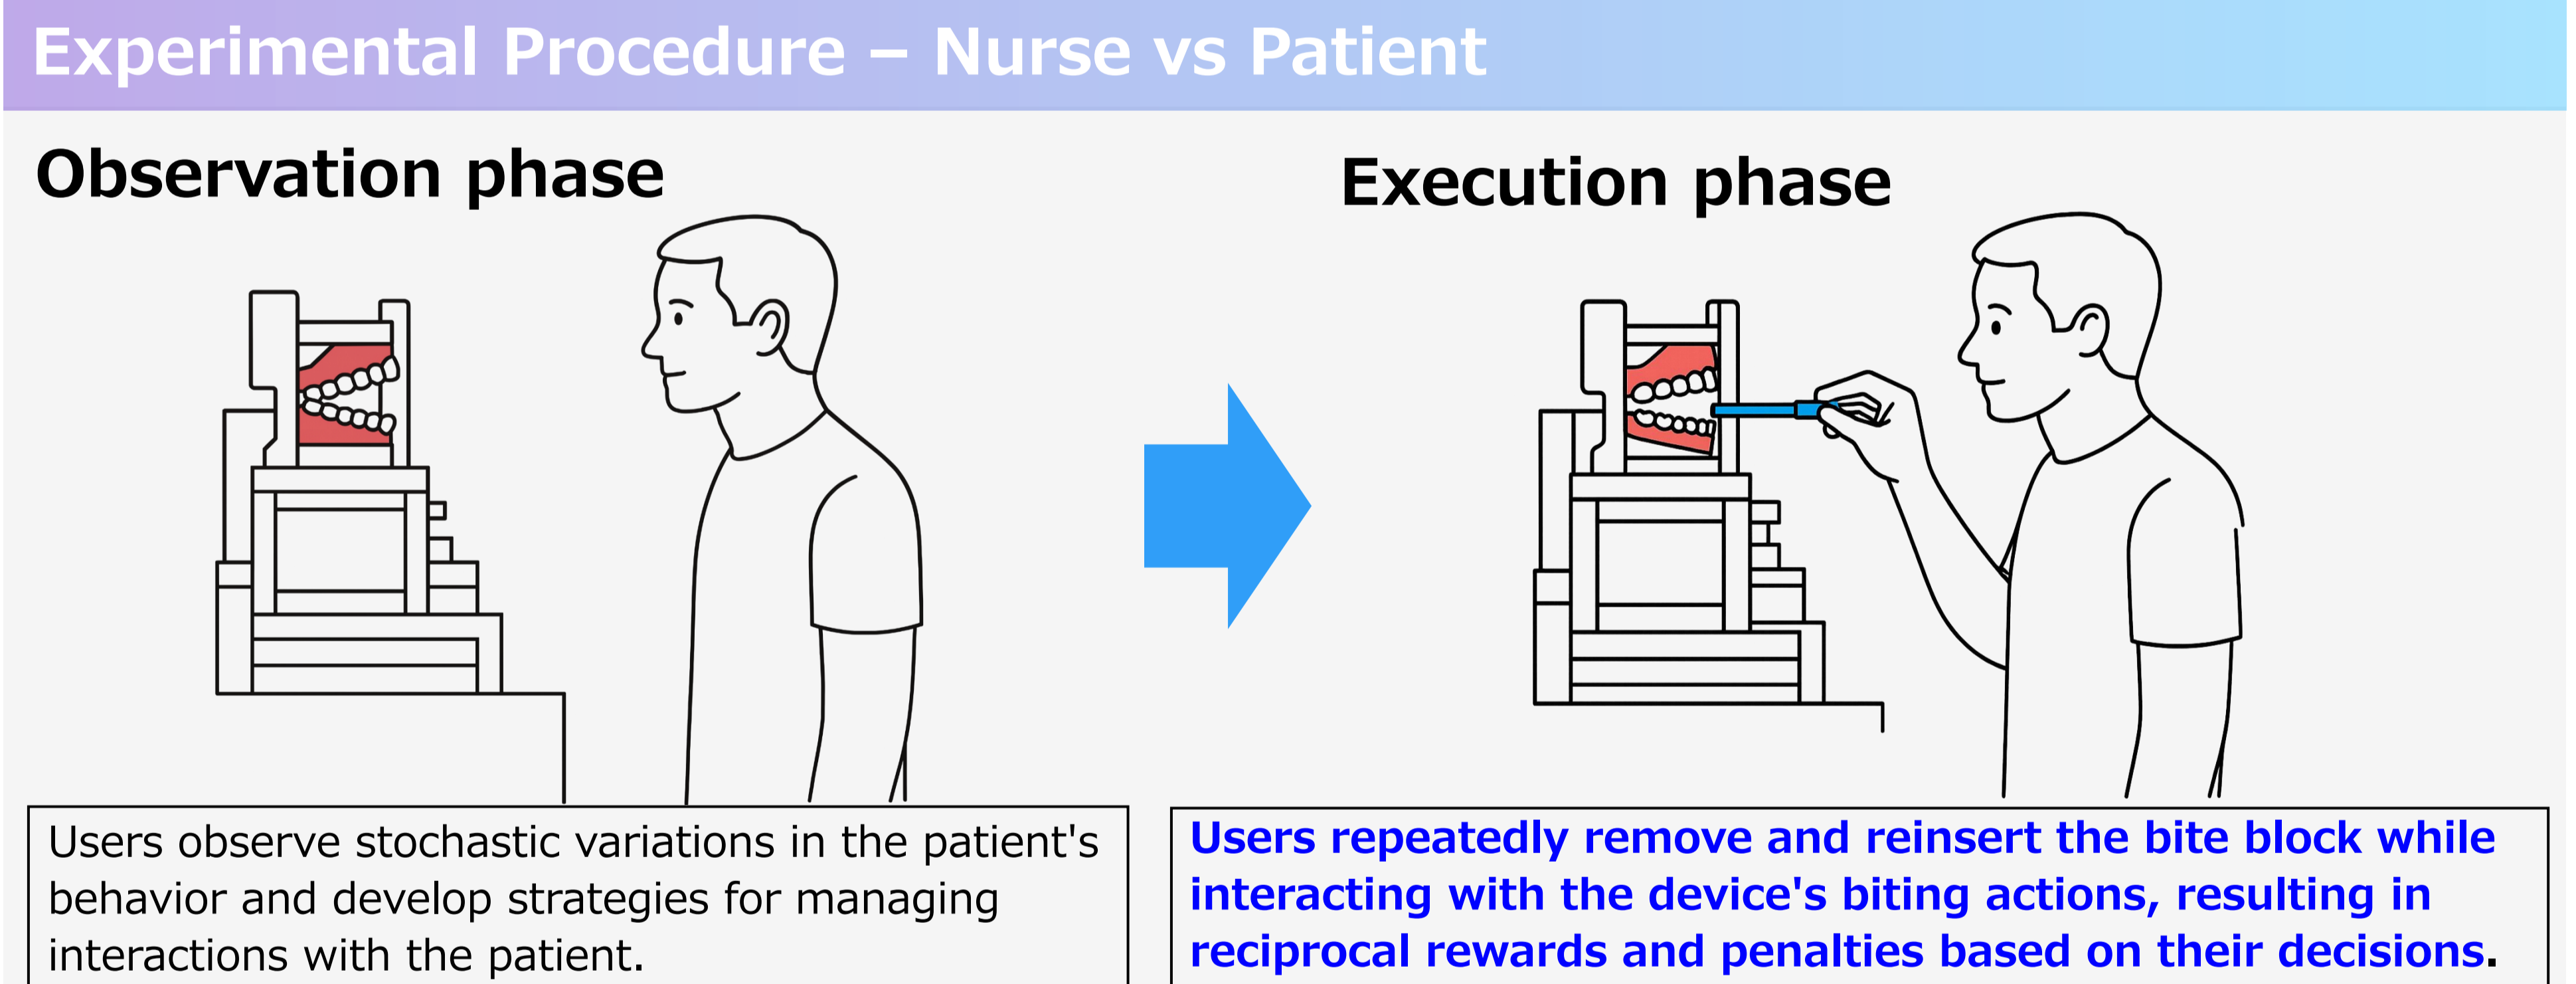 Experimental Procedure – Nurse vs Patient
Observation phase
Execution phase
Users observe stochastic variations in the patient's
behavior and develop strategies for managing
interactions with the patient.
Users repeatedly remove and reinsert the bite block while
interacting with the device's biting actions, resulting in
reciprocal rewards and penalties based on their decisions.